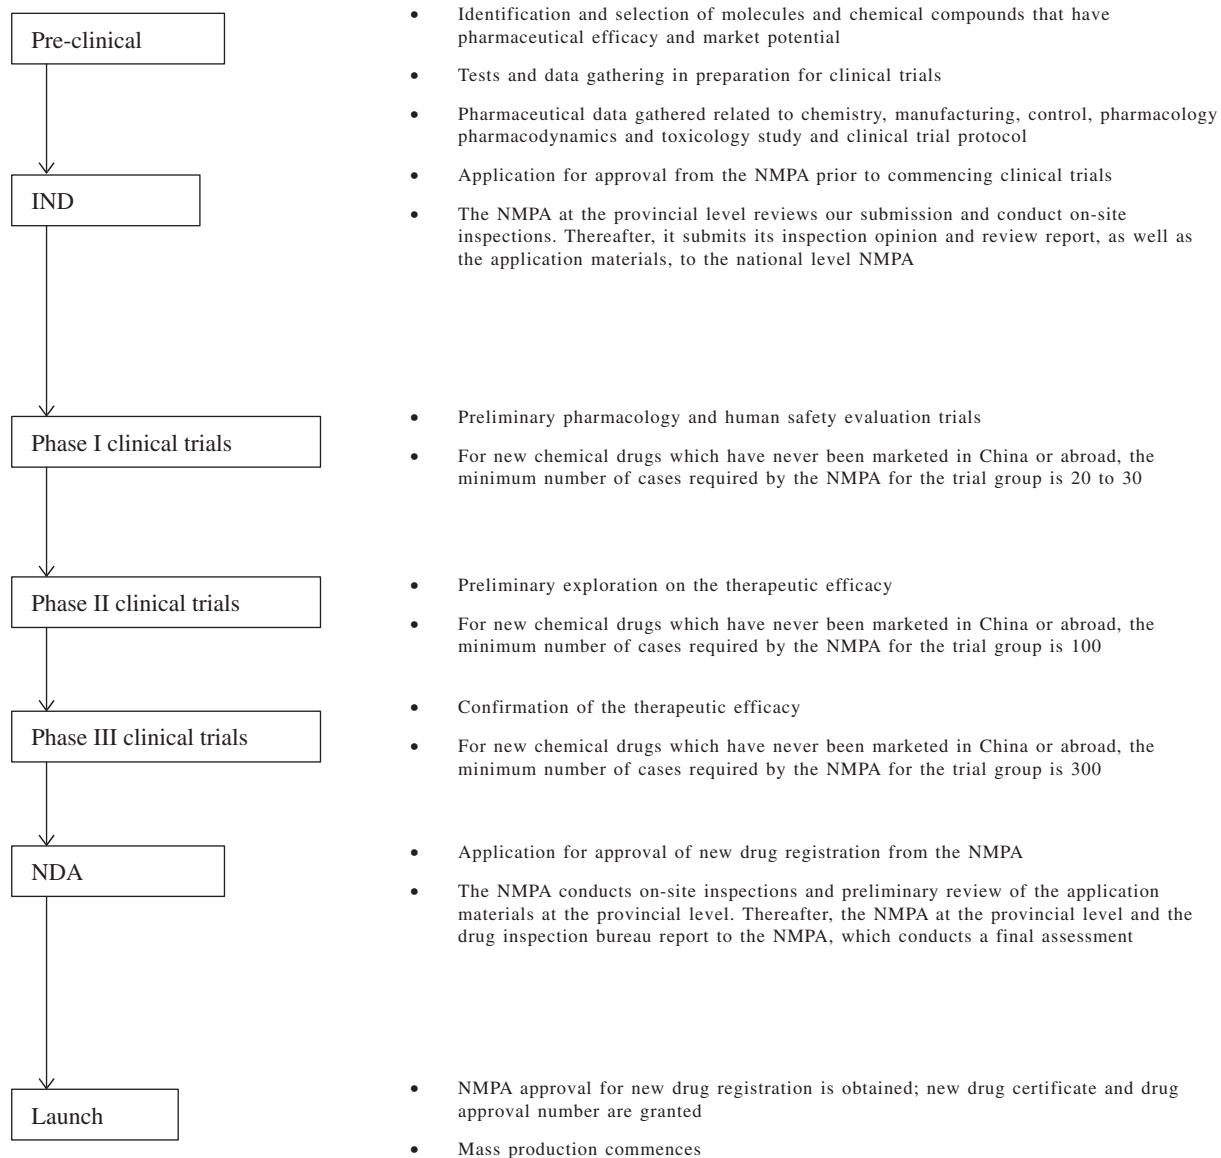 Pre-clinical
• Identification and selection of molecules and chemical compounds that have
pharmaceutical efficacy and market potential
• Tests and data gathering in preparation for clinical trials
• Pharmaceutical data gathered related to chemistry, manufacturing, control, pharmacology
pharmacodynamics and toxicology study and clinical trial protocol
IND
• Application for approval from the NMPA prior to commencing clinical trials
• The NMPA at the provincial level reviews our submission and conduct on-site
inspections. Thereafter, it submits its inspection opinion and review report, as well as
the application materials, to the national level NMPA
Phase I clinical trials
• Preliminary pharmacology and human safety evaluation trials
• For new chemical drugs which have never been marketed in China or abroad, the
minimum number of cases required by the NMPA for the trial group is 20 to 30
Phase II clinical trials
• Preliminary exploration on the therapeutic efficacy
• For new chemical drugs which have never been marketed in China or abroad, the
minimum number of cases required by the NMPA for the trial group is 100
Phase III clinical trials
• Confirmation of the therapeutic efficacy
• For new chemical drugs which have never been marketed in China or abroad, the
minimum number of cases required by the NMPA for the trial group is 300
NDA
• Application for approval of new drug registration from the NMPA
• The NMPA conducts on-site inspections and preliminary review of the application
materials at the provincial level. Thereafter, the NMPA at the provincial level and the
drug inspection bureau report to the NMPA, which conducts a final assessment
Launch
• NMPA approval for new drug registration is obtained; new drug certificate and drug
approval number are granted
• Mass production commences